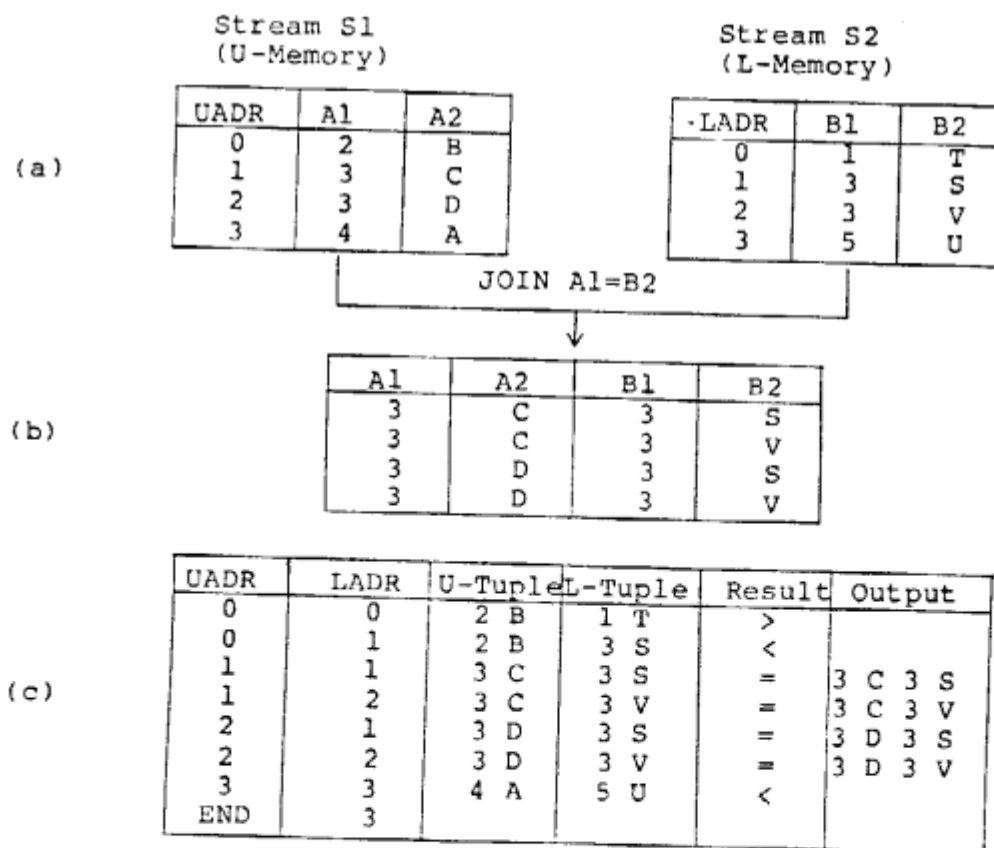 Stream S1
(U-Memory)
Stream S2
(L-Memory)
(a)
UADR A1 A2
0 2 B
1 3 C
2 3 D
3 4 A
LADR B1 B2
0 1 T
1 3 S
2 3 V
3 5 U
JOIN A1=B2
(b)
A1 A2 B1 B2
3 C 3 S
3 C 3 V
3 D 3 S
3 D 3 V
(c)
UADR LADR U-Tuple L-Tuple Result Output
0 0 2 B 1 T >
0 1 2 B 3 S <
1 1 3 C 3 S = 3 C 3 S
1 2 3 C 3 V = 3 C 3 V
2 1 3 D 3 S = 3 D 3 S
2 2 3 D 3 V = 3 D 3 V
3 3 4 A 5 U <
END 3